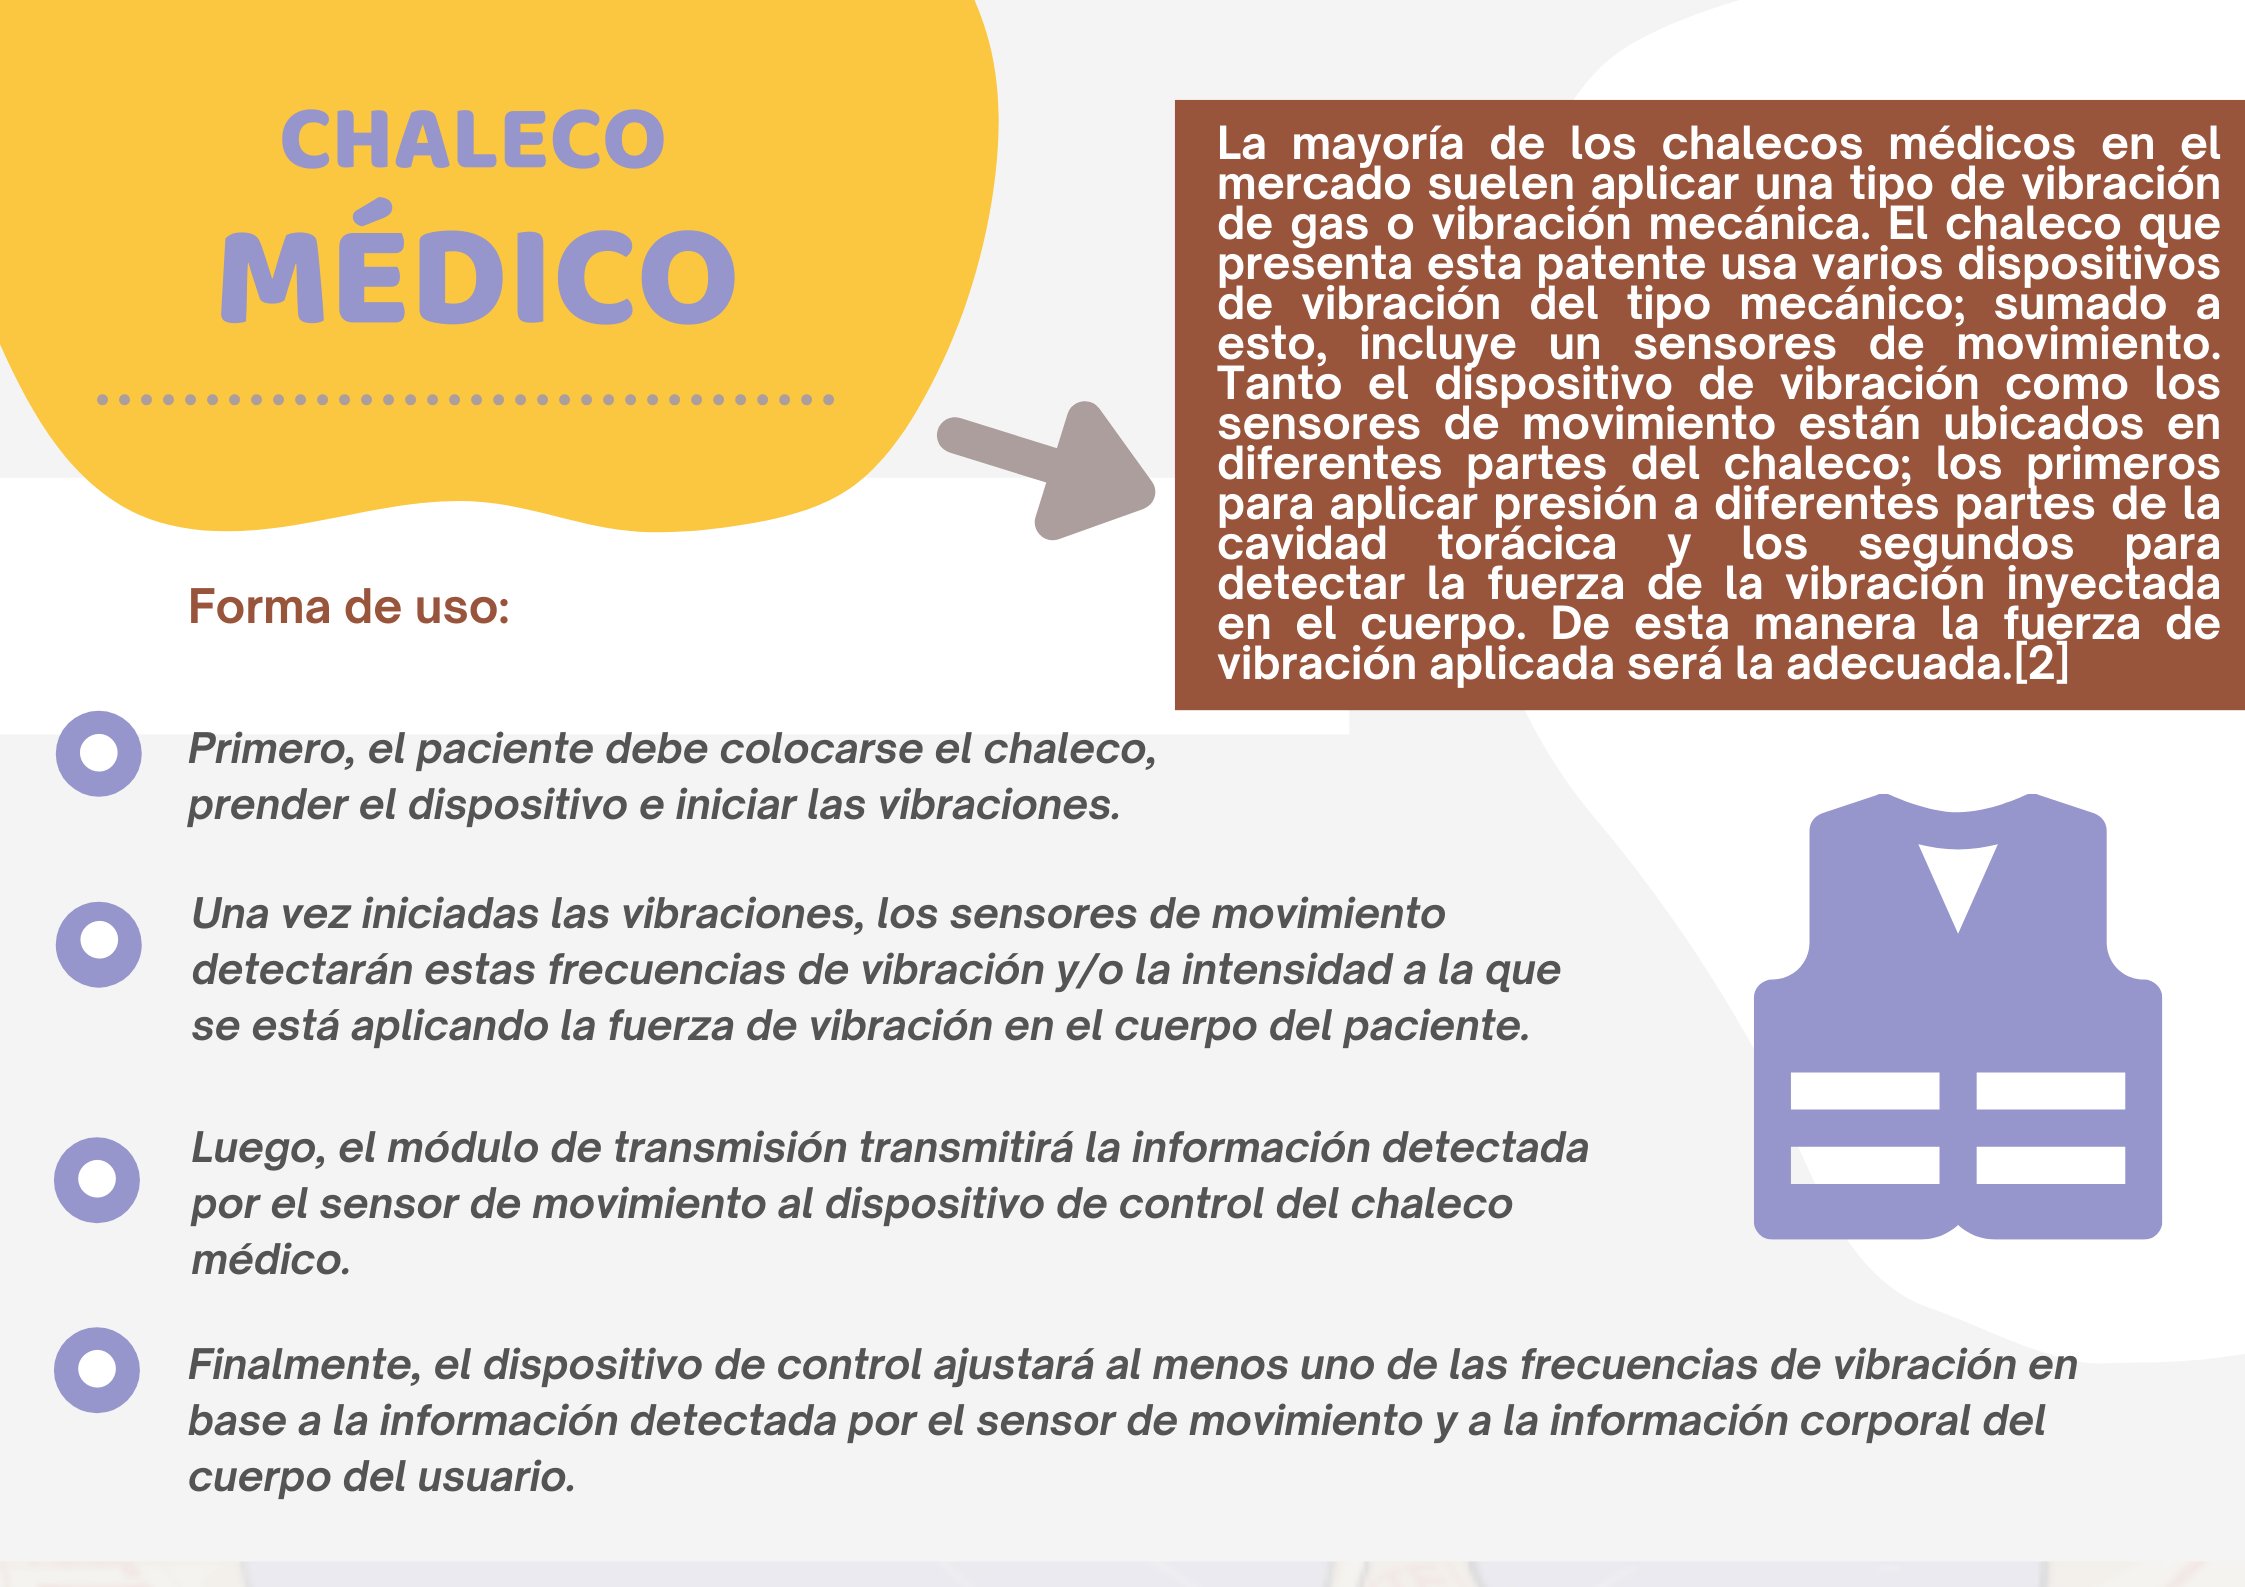 CHALECO
MÉDICO
La mayoría de los chalecos médicos en el
mercado suelen aplicar una tipo de vibración
de gas o vibración mecánica. El chaleco que
presenta esta patente usa varios dispositivos
de vibración del tipo mecánico; sumado a
esto, incluye un sensores de movimiento.
Tanto el dispositivo de vibración como los
sensores de movimiento están ubicados en
diferentes partes del chaleco; los primeros
para aplicar presión a diferentes partes de la
cavidad torácica y los segundos para
detectar la fuerza de la vibración inyectada
en el cuerpo. De esta manera la fuerza de
vibración aplicada será la adecuada.[2]
Forma de uso:
Primero, el paciente debe colocarse el chaleco,
prender el dispositivo e iniciar las vibraciones.
Una vez iniciadas las vibraciones, los sensores de movimiento
detectarán estas frecuencias de vibración y/o la intensidad a la que
se está aplicando la fuerza de vibración en el cuerpo del paciente.
Luego, el módulo de transmisión transmitirá la información detectada
por el sensor de movimiento al dispositivo de control del chaleco
médico.
Finalmente, el dispositivo de control ajustará al menos uno de las frecuencias de vibración en
base a la información detectada por el sensor de movimiento y a la información corporal del
cuerpo del usuario.